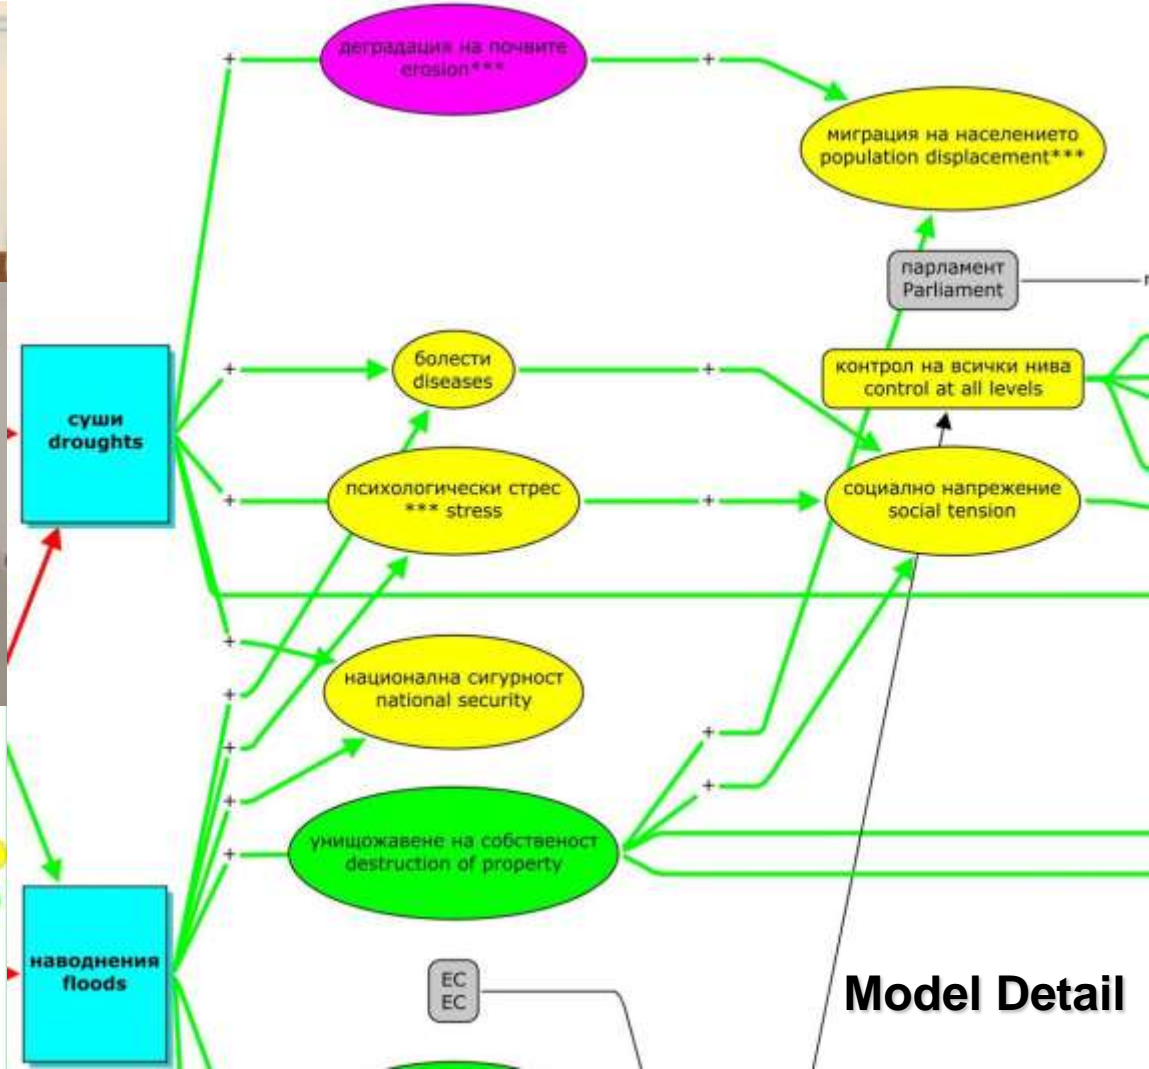 деградация на почвите
erosion***
миграция на населението
population displacement***
парламент
Parliament
болести
diseases
контрол на всички нива
control at all levels
суши
droughts
психологически стрес
*** stress
социално напрежение
social tension
национална сигурност
national security
унищожавене на собственост
destruction of property
наводнения
floods
ЕС
EC
Model Detail
+
+
+
+
+
+
+
+
+
+
+
+
+